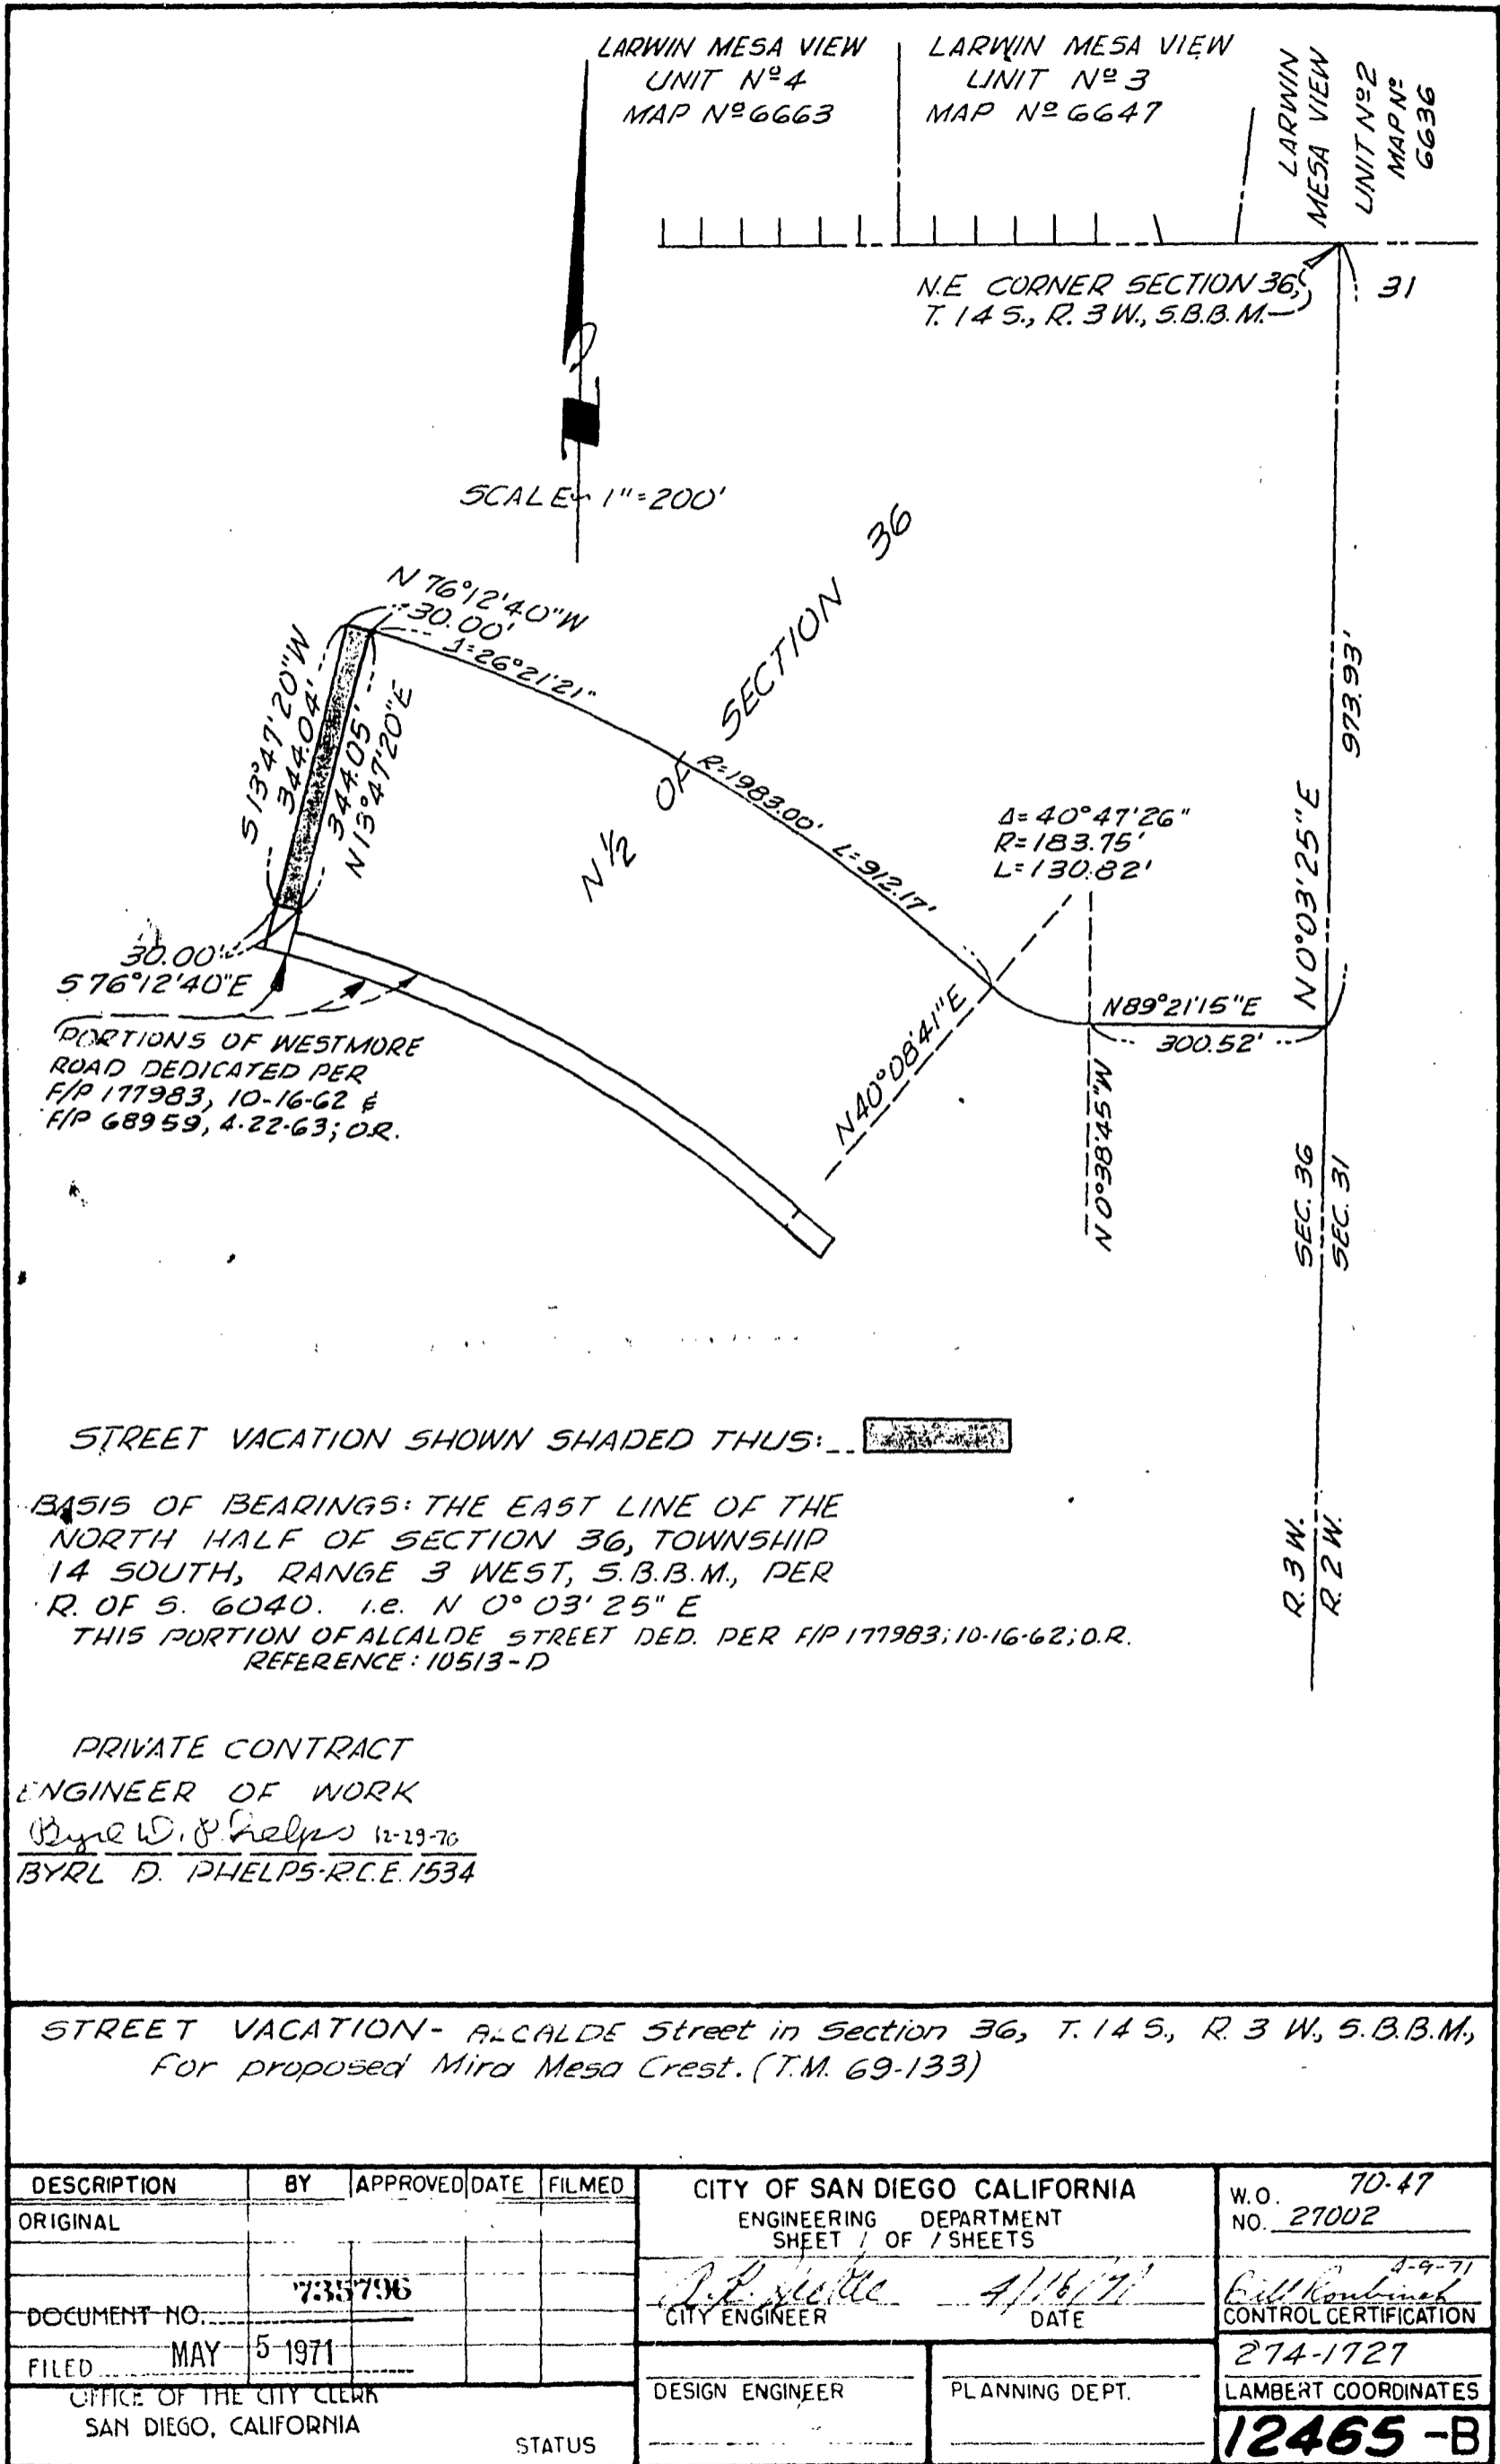 LARWIN MESA VIEW
UNIT Nº 4
MAP Nº 6663
LARWIN MESA VIEW
UNIT Nº 3
MAP Nº 6647
LARWIN
MESA VIEW
UNIT Nº 2
MAP Nº
6636
N.E CORNER SECTION 36,
T. 14 S., R. 3 W., S.B.B.M.
31
SCALE 1"=200'
N 76°12'40"W
30.00'
Δ=26°21'21"
R=1983.00'
L=912.17'
S 13°47'20"W
344.04'
344.05'
N 13°47'20"E
N 1/2 OF SECTION 36
Δ=40°47'26"
R=183.75'
L=130.82'
973.93'
N 0°03'25"E
30.00'
S 76°12'40"E
PORTIONS OF WESTMORE
ROAD DEDICATED PER
F/P 177983, 10-16-62 &
F/P 68959, 4-22-63; O.R.
N40°08'41"E
N89°21'15"E
300.52'
N 0°38'45"W
SEC. 36
SEC. 31
R. 3 W.
R. 2 W.
STREET VACATION SHOWN SHADED THUS:
BASIS OF BEARINGS: THE EAST LINE OF THE
NORTH HALF OF SECTION 36, TOWNSHIP
14 SOUTH, RANGE 3 WEST, S.B.B.M., PER
R. OF S. 6040. i.e. N 0° 03' 25" E
THIS PORTION OF ALCALDE STREET DED. PER F/P 177983; 10-16-62; O.R.
REFERENCE: 10513-D
PRIVATE CONTRACT
ENGINEER OF WORK
Byrl D. Phelps 12-29-70
BYRL D. PHELPS-R.C.E. 1534
STREET VACATION- ALCALDE Street in Section 36, T. 14 S., R. 3 W., S.B.B.M.,
For proposed Mira Mesa Crest. (T.M. 69-133)
DESCRIPTION BY APPROVED DATE FILMED
ORIGINAL
735796
DOCUMENT NO.
FILED MAY 5 1971
OFFICE OF THE CITY CLERK
SAN DIEGO, CALIFORNIA
STATUS
CITY OF SAN DIEGO CALIFORNIA
ENGINEERING DEPARTMENT
SHEET 1 OF 1 SHEETS
4/16/71
CITY ENGINEER DATE
DESIGN ENGINEER
PLANNING DEPT.
W.O. 70-47
NO. 27002
4-9-71
Bill
CONTROL CERTIFICATION
274-1727
LAMBERT COORDINATES
12465-B